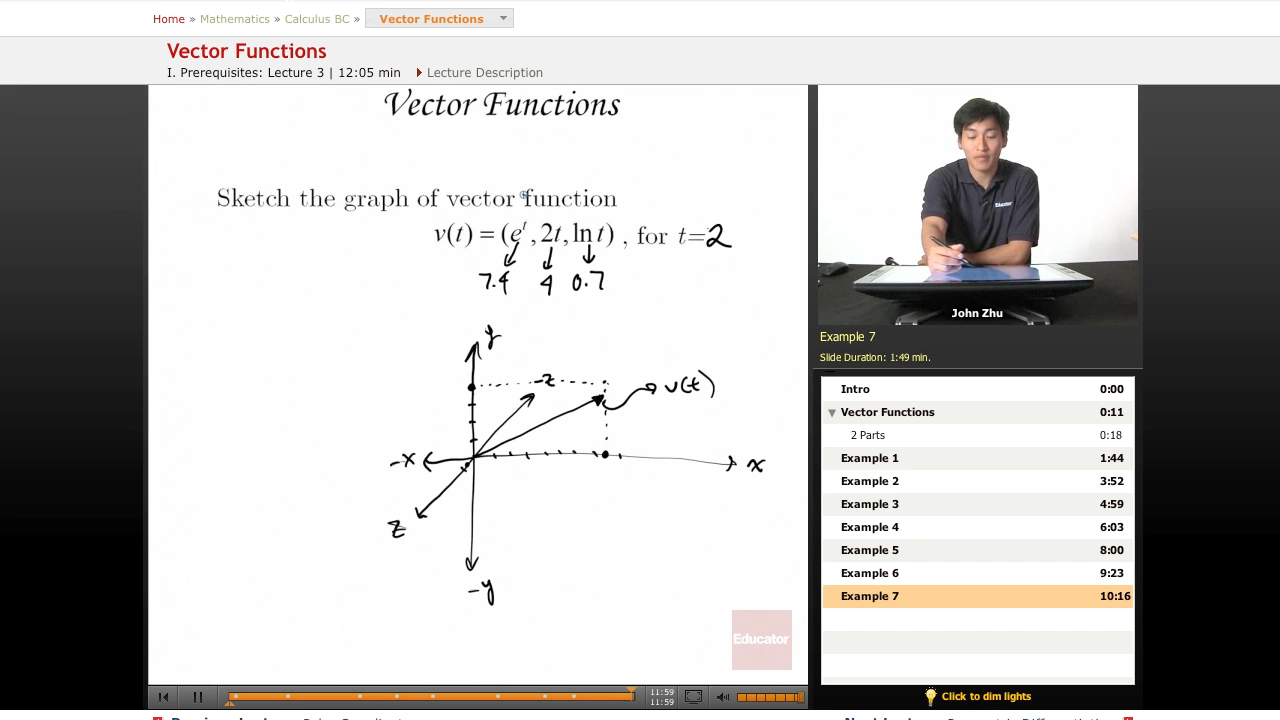 Home » Mathematics » Calculus BC » Vector Functions
Vector Functions
I. Prerequisites: Lecture 3 | 12:05 min Lecture Description
Vector Functions
Sketch the graph of vector function
v(t) = (e^t, 2t, ln t) , for t=2
7.4 4 0.7
y
-z
v(t)
-x
x
z
-y
Educator
Educator
John Zhu
Example 7
Slide Duration: 1:49 min.
Intro 0:00
Vector Functions 0:11
2 Parts 0:18
Example 1 1:44
Example 2 3:52
Example 3 4:59
Example 4 6:03
Example 5 8:00
Example 6 9:23
Example 7 10:16
11:59
11:59
Click to dim lights